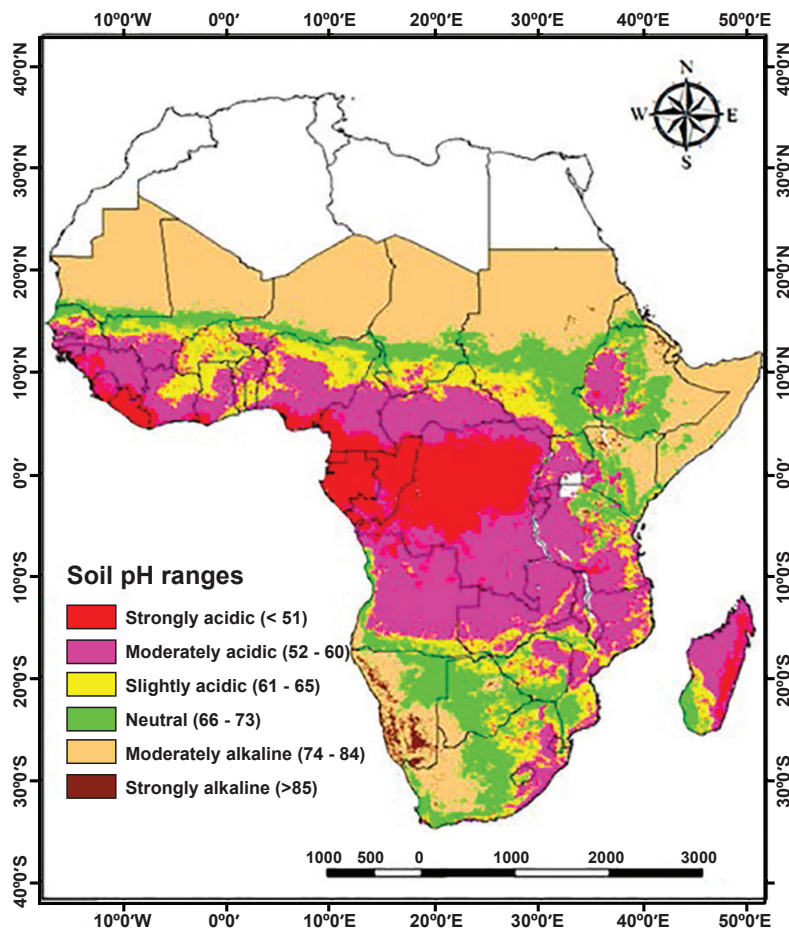 10°0′W 0°0′ 10°0′E 20°0′E 30°0′E 40°0′E 50°0′E
40°0′N 40°0′N
N
W E
S
30°0′N 30°0′N
20°0′N 20°0′N
10°0′N 10°0′N
0°0′ 0°0′
10°0′S 10°0′S
20°0′S 20°0′S
30°0′S 30°0′S
40°0′S 40°0′S
Soil pH ranges
Strongly acidic (< 51)
Moderately acidic (52 - 60)
Slightly acidic (61 - 65)
Neutral (66 - 73)
Moderately alkaline (74 - 84)
Strongly alkaline (>85)
1000 500 0 1000 2000 3000
10°0′W 0°0′ 10°0′E 20°0′E 30°0′E 40°0′E 50°0′E